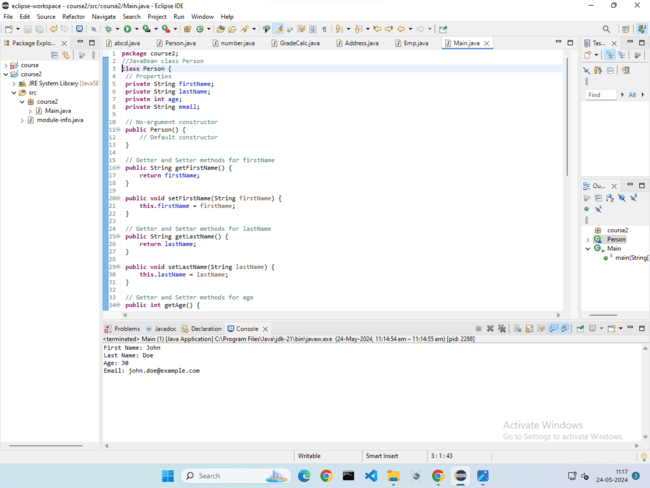 eclipse-workspace - course2/src/course2/Main.java - Eclipse IDE
File Edit Source Refactor Navigate Search Project Run Window Help
Package Explo...
abcd.java Person.java number.java GradeCalc.java Address.java Emp.java Main.java
Tas...
course
course2
JRE System Library [JavaSE
src
course2
Main.java
module-info.java
1 package course2;
2 //JavaBean class Person
3 class Person {
4 // Properties
5 private String firstName;
6 private String lastName;
7 private int age;
8 private String email;
9
10 // No-argument constructor
11 public Person() {
12 // Default constructor
13 }
14
15 // Getter and Setter methods for firstName
16 public String getFirstName() {
17 return firstName;
18 }
19
20 public void setFirstName(String firstName) {
21 this.firstName = firstName;
22 }
23
24 // Getter and Setter methods for lastName
25 public String getLastName() {
26 return lastName;
27 }
28
29 public void setLastName(String lastName) {
30 this.lastName = lastName;
31 }
32
33 // Getter and Setter methods for age
34 public int getAge() {
Find All
Ou...
course2
Person
Main
main(String[
Problems Javadoc Declaration Console
<terminated> Main (1) [Java Application] C:\Program Files\Java\jdk-21\bin\javaw.exe (24-May-2024, 11:14:54 am – 11:14:55 am) [pid: 2288]
First Name: John
Last Name: Doe
Age: 30
Email: john.doe@example.com
Activate Windows
Go to Settings to activate Windows.
Writable Smart Insert 3 : 1 : 43
Search
11:17
24-05-2024